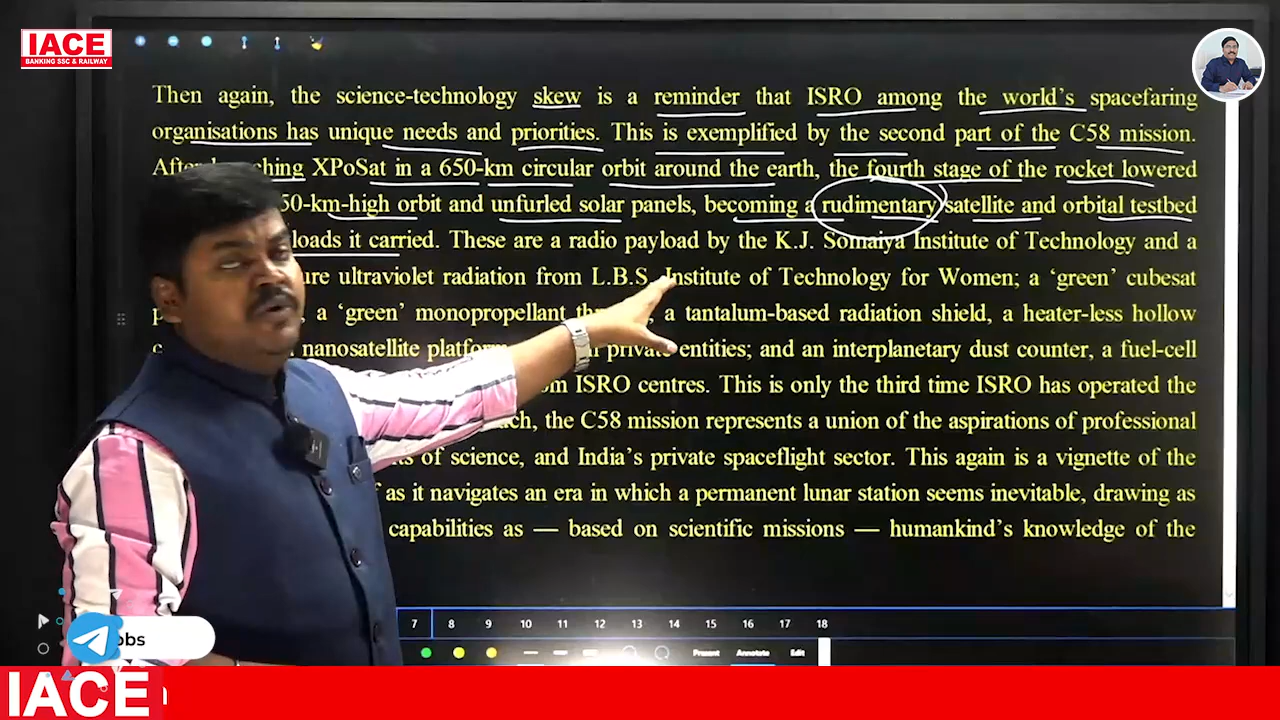 IACE
BANKING SSC & RAILWAY
Then again, the science-technology skew is a reminder that ISRO among the world's spacefaring
organisations has unique needs and priorities. This is exemplified by the second part of the C58 mission.
XPoSat in a 650-km circular orbit around the earth, the fourth stage of the rocket lowered
50-km-high orbit and unfurled solar panels, becoming a rudimentary satellite and orbital testbed
loads it carried. These are a radio payload by the K.J. Somaiya Institute of Technology and a
ure ultraviolet radiation from L.B.S. Institute of Technology for Women; a 'green' cubesat
a 'green' monopropellant a tantalum-based radiation shield, a heater-less hollow
nanosatellite private entities; and an interplanetary dust counter, a fuel-cell
om ISRO centres. This is only the third time ISRO has operated the
ch, the C58 mission represents a union of the aspirations of professional
of science, and India's private spaceflight sector. This again is a vignette of the
as it navigates an era in which a permanent lunar station seems inevitable, drawing as
capabilities as — based on scientific missions — humankind's knowledge of the
7 8 9 10 11 12 13 14 15 16 17 18
Present Annotate Edit
obs
IACE